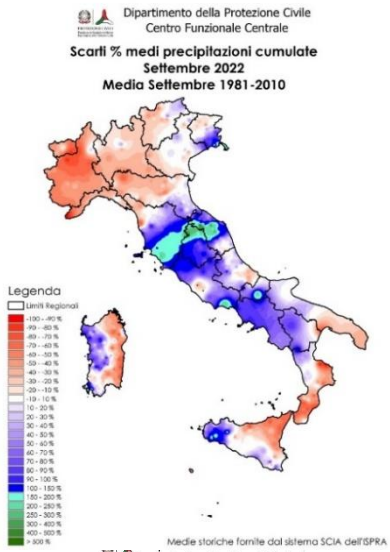 Dipartimento della Protezione Civile
Centro Funzionale Centrale
Scarti % medi precipitazioni cumulate
Settembre 2022
Media Settembre 1981-2010
Legenda
Limiti Regionali
-100 - -90 %
-90 - -80 %
-80 - -70 %
-70 - -60 %
-60 - -50 %
-50 - -40 %
-40 - -30 %
-30 - -20 %
-20 - -10 %
-10 - 10 %
10 - 20 %
20 - 30 %
30 - 40 %
40 - 50 %
50 - 60 %
60 - 70 %
70 - 80 %
80 - 90 %
90 - 100 %
100 - 150 %
150 - 200 %
200 - 250 %
250 - 300 %
300 - 400 %
400 - 500 %
> 500 %
Medie storiche fornite dal sistema SCIA dell'ISPRA